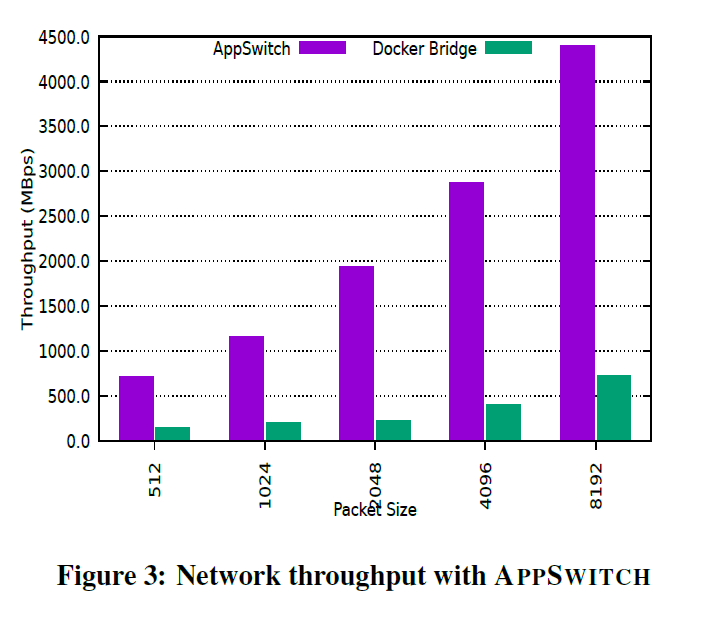 AppSwitch Docker Bridge
4500.0
4000.0
3500.0
3000.0
2500.0
2000.0
1500.0
1000.0
500.0
0.0
Throughput (MBps)
512 1024 2048 4096 8192
Packet Size
Figure 3: Network throughput with APPSWITCH